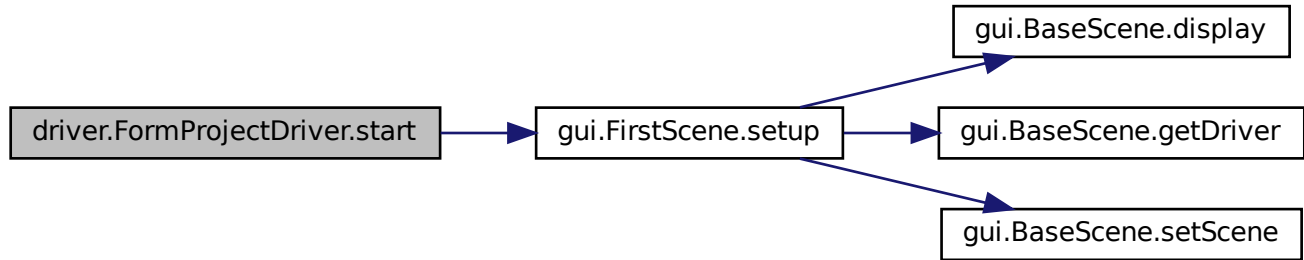 gui.BaseScene.display
driver.FormProjectDriver.start
gui.FirstScene.setup
gui.BaseScene.getDriver
gui.BaseScene.setScene